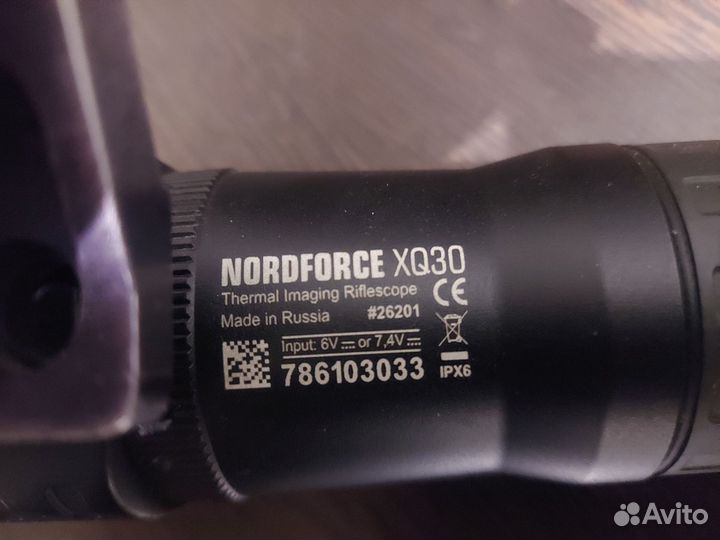 NORDFORCE XQ30
Thermal Imaging Riflescope CE
Made in Russia #26201
Input: 6V⎓ or 7,4V⎓
786103033 IPX6
Avito